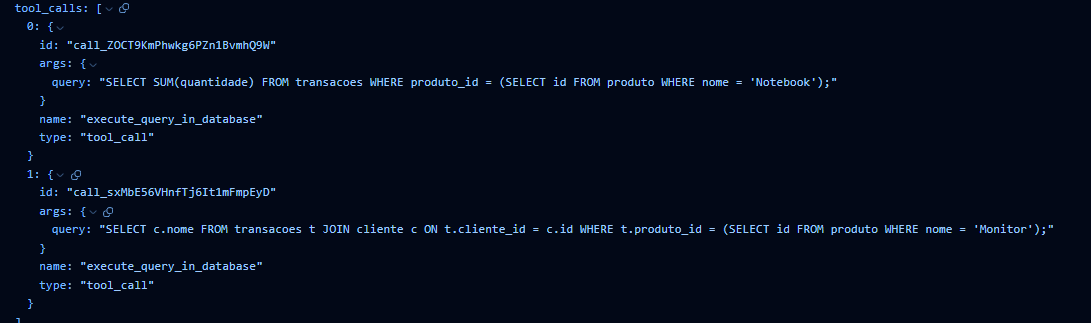 tool_calls: [
0: {
id: "call_ZOCT9KmPhwkg6PZn1BvmhQ9W"
args: {
query: "SELECT SUM(quantidade) FROM transacoes WHERE produto_id = (SELECT id FROM produto WHERE nome = 'Notebook');"
}
name: "execute_query_in_database"
type: "tool_call"
}
1: {
id: "call_sxMbE56VHnfTj6It1mFmpEyD"
args: {
query: "SELECT c.nome FROM transacoes t JOIN cliente c ON t.cliente_id = c.id WHERE t.produto_id = (SELECT id FROM produto WHERE nome = 'Monitor');"
}
name: "execute_query_in_database"
type: "tool_call"
}
]